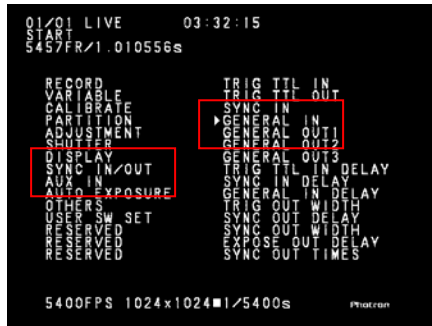 01/01 LIVE 03:32:15
START
5457FR/1.010556s
RECORD TRIG TTL IN
VARIABLE TRIG TTL OUT
CALIBRATE SYNC IN
PARTITION ▶GENERAL IN
ADJUSTMENT GENERAL OUT1
SHUTTER GENERAL OUT2
DISPLAY GENERAL OUT3
SYNC IN/OUT TRIG TTL IN DELAY
AUX IN SYNC IN DELAY
AUTO EXPOSURE GENERAL IN DELAY
OTHERS TRIG OUT WIDTH
USER SW SET SYNC OUT DELAY
RESERVED SYNC OUT WIDTH
RESERVED EXPOSE OUT DELAY
RESERVED SYNC OUT TIMES
5400FPS 1024x1024■1/5400s Photron